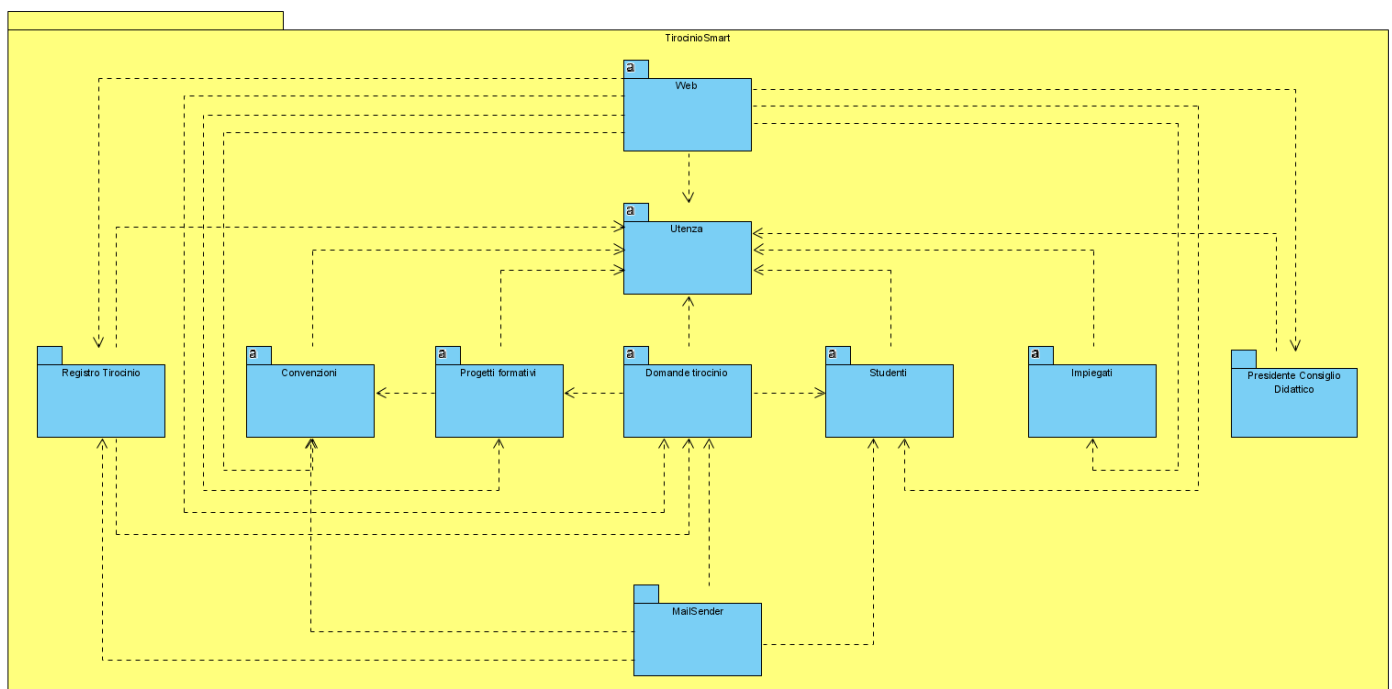 TirocinioSmart
a
Web
a
Utenza
Registro Tirocinio
a
Convenzioni
a
Progetti formativi
a
Domande tirocinio
a
Studenti
a
Impiegati
Presidente Consiglio
Didattico
MailSender